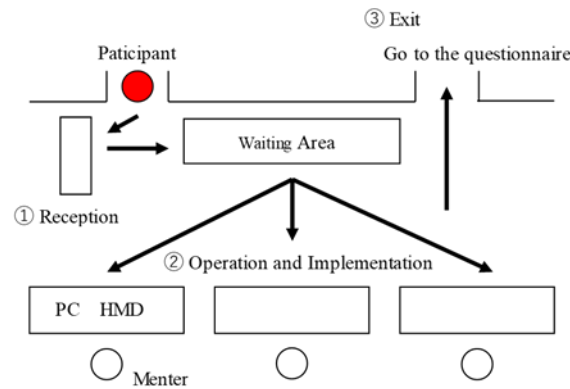 ③ Exit
Paticipant
Go to the questionnaire
Waiting Area
① Reception
② Operation and Implementation
PC HMD
Menter